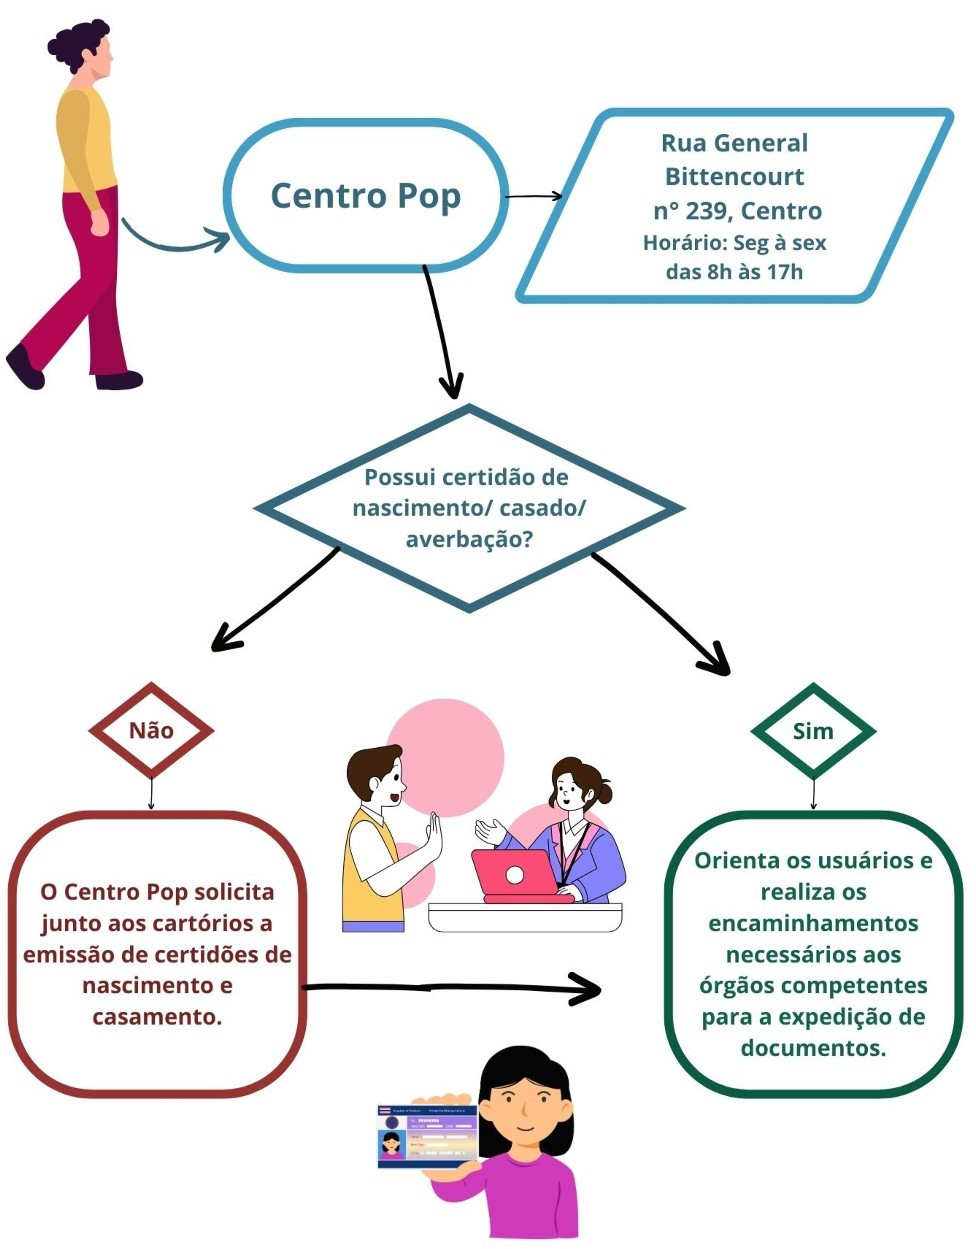 Centro Pop
Rua General
Bittencourt
n° 239, Centro
Horário: Seg à sex
das 8h às 17h
Possui certidão de
nascimento/ casado/
averbação?
Não
Sim
O Centro Pop solicita
junto aos cartórios a
emissão de certidões de
nascimento e
casamento.
Orienta os usuários e
realiza os
encaminhamentos
necessários aos
órgãos competentes
para a expedição de
documentos.